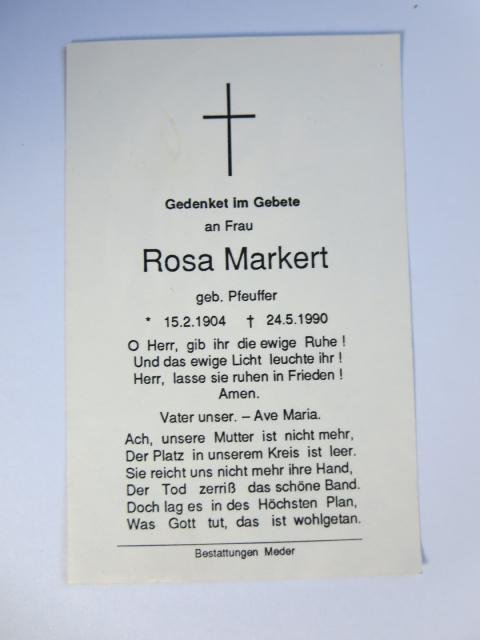 Gedenket im Gebete
an Frau
Rosa Markert
geb. Pfeuffer
* 15.2.1904 † 24.5.1990
O Herr, gib ihr die ewige Ruhe !
Und das ewige Licht leuchte ihr !
Herr, lasse sie ruhen in Frieden !
Amen.
Vater unser. – Ave Maria.
Ach, unsere Mutter ist nicht mehr,
Der Platz in unserem Kreis ist leer.
Sie reicht uns nicht mehr ihre Hand,
Der Tod zerriß das schöne Band.
Doch lag es in des Höchsten Plan,
Was Gott tut, das ist wohlgetan.
Bestattungen Meder